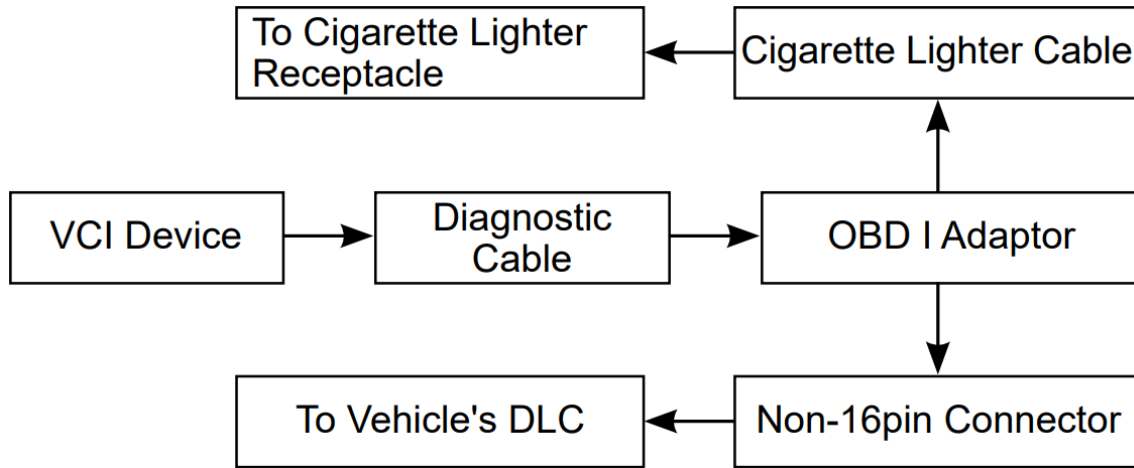 To Cigarette Lighter
Receptacle
Cigarette Lighter Cable
VCI Device
Diagnostic
Cable
OBD I Adaptor
To Vehicle's DLC
Non-16pin Connector